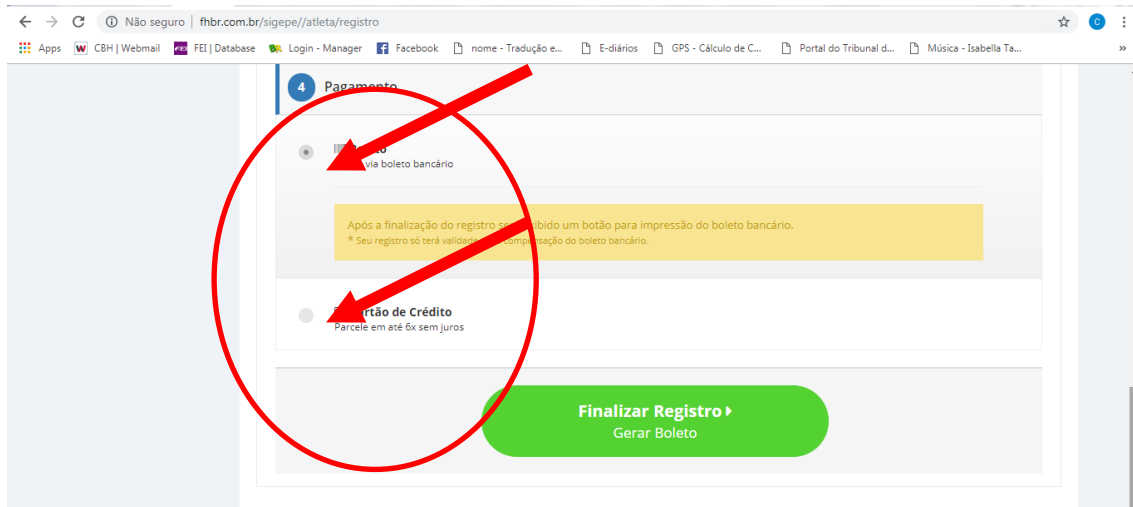 Não seguro | fhbr.com.br/sigepe//atleta/registro
C
Apps CBH | Webmail FEI | Database Login - Manager Facebook nome - Tradução e... E-diários GPS - Cálculo de C... Portal do Tribunal d... Música - Isabella Ta... »
4 Pagamento
via boleto bancário
Após a finalização do registro um botão para impressão do boleto bancário.
* Seu registro só terá compensação do boleto bancário.
de Crédito
Parcele em até 6x sem juros
Finalizar Registro
Gerar Boleto